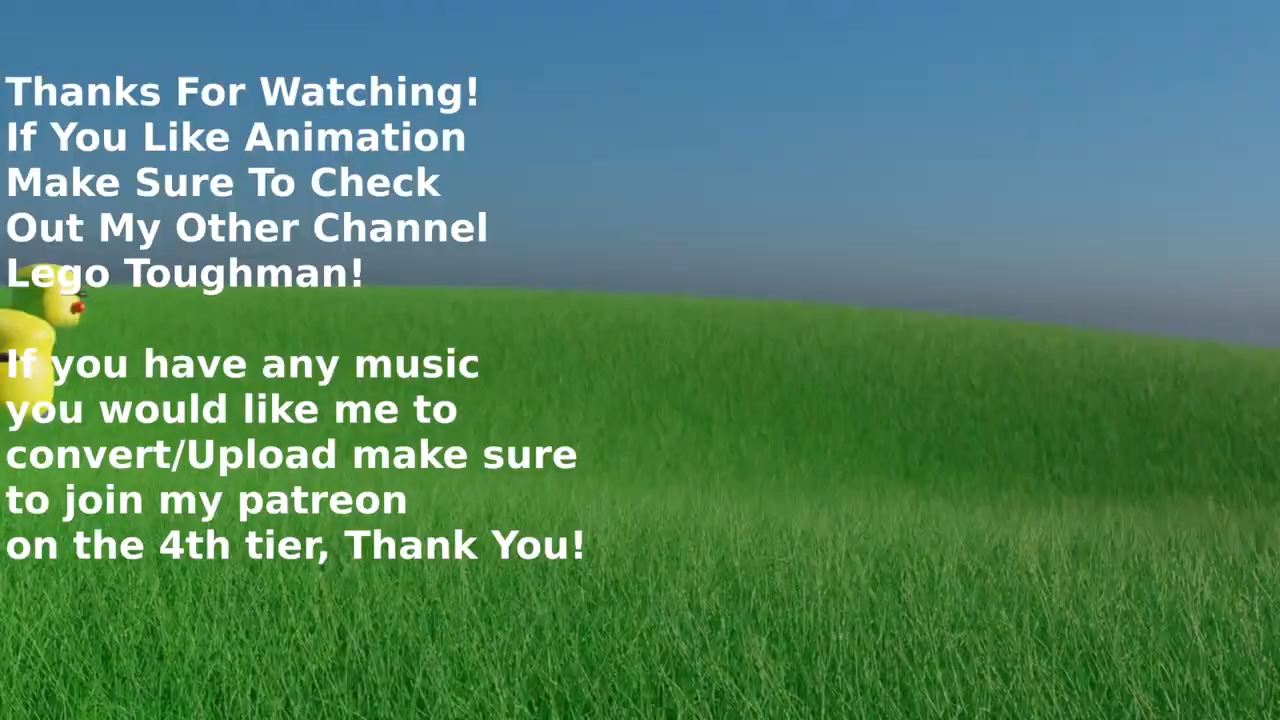 Thanks For Watching!
If You Like Animation
Make Sure To Check
Out My Other Channel
Lego Toughman!
If you have any music
you would like me to
convert/Upload make sure
to join my patreon
on the 4th tier, Thank You!